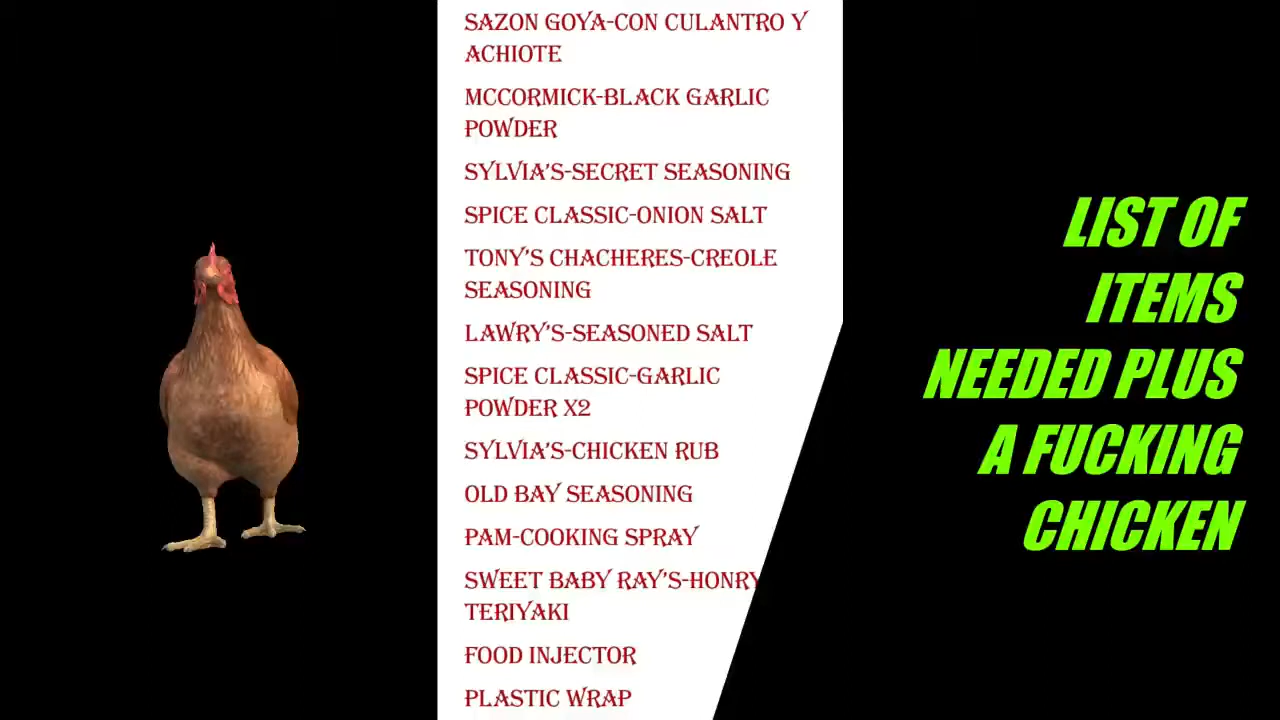 SAZON GOYA-CON CULANTRO Y
ACHIOTE
MCCORMICK-BLACK GARLIC
POWDER
SYLVIA'S-SECRET SEASONING
SPICE CLASSIC-ONION SALT
TONY'S CHACHERES-CREOLE
SEASONING
LAWRY'S-SEASONED SALT
SPICE CLASSIC-GARLIC
POWDER X2
SYLVIA'S-CHICKEN RUB
OLD BAY SEASONING
PAM-COOKING SPRAY
SWEET BABY RAY'S-HONRY
TERIYAKI
FOOD INJECTOR
PLASTIC WRAP
LIST OF
ITEMS
NEEDED PLUS
A FUCKING
CHICKEN